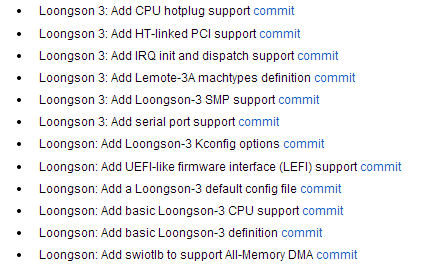 Loongson 3: Add CPU hotplug support commit
Loongson 3: Add HT-linked PCI support commit
Loongson 3: Add IRQ init and dispatch support commit
Loongson 3: Add Lemote-3A machtypes definition commit
Loongson 3: Add Loongson-3 SMP support commit
Loongson 3: Add serial port support commit
Loongson: Add Loongson-3 Kconfig options commit
Loongson: Add UEFI-like firmware interface (LEFI) support commit
Loongson: Add a Loongson-3 default config file commit
Loongson: Add basic Loongson-3 CPU support commit
Loongson: Add basic Loongson-3 definition commit
Loongson: Add swiotlb to support All-Memory DMA commit